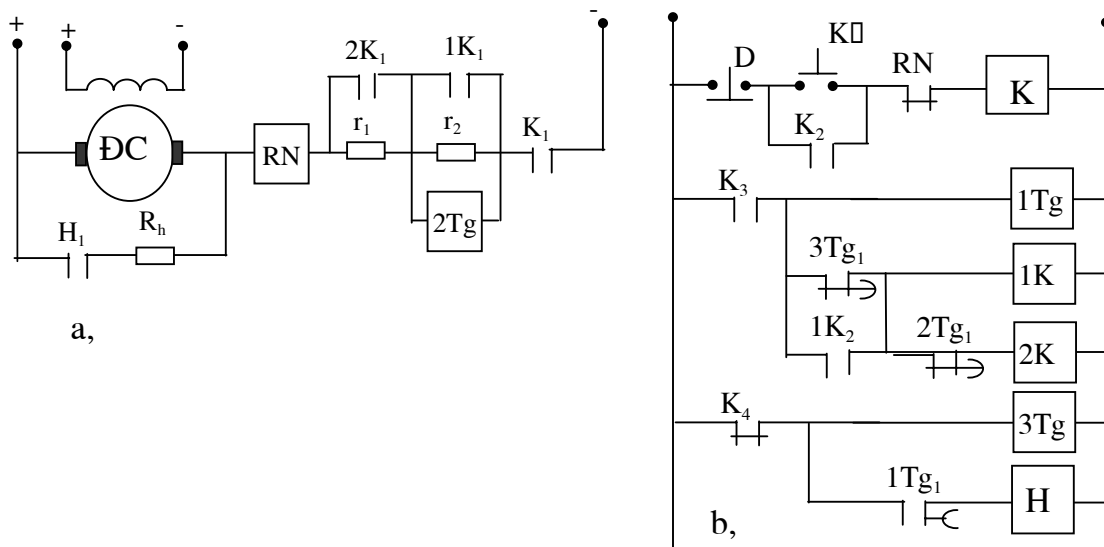 + + - -
2K₁ 1K₁
r₁ r₂ K₁
ĐC RN
2Tg
H₁ Rₕ
a,
K▯
D RN
K
K₂
K₃
1Tg
3Tg₁
1K
1K₂ 2Tg₁
2K
K₄
3Tg
1Tg₁
H
b,